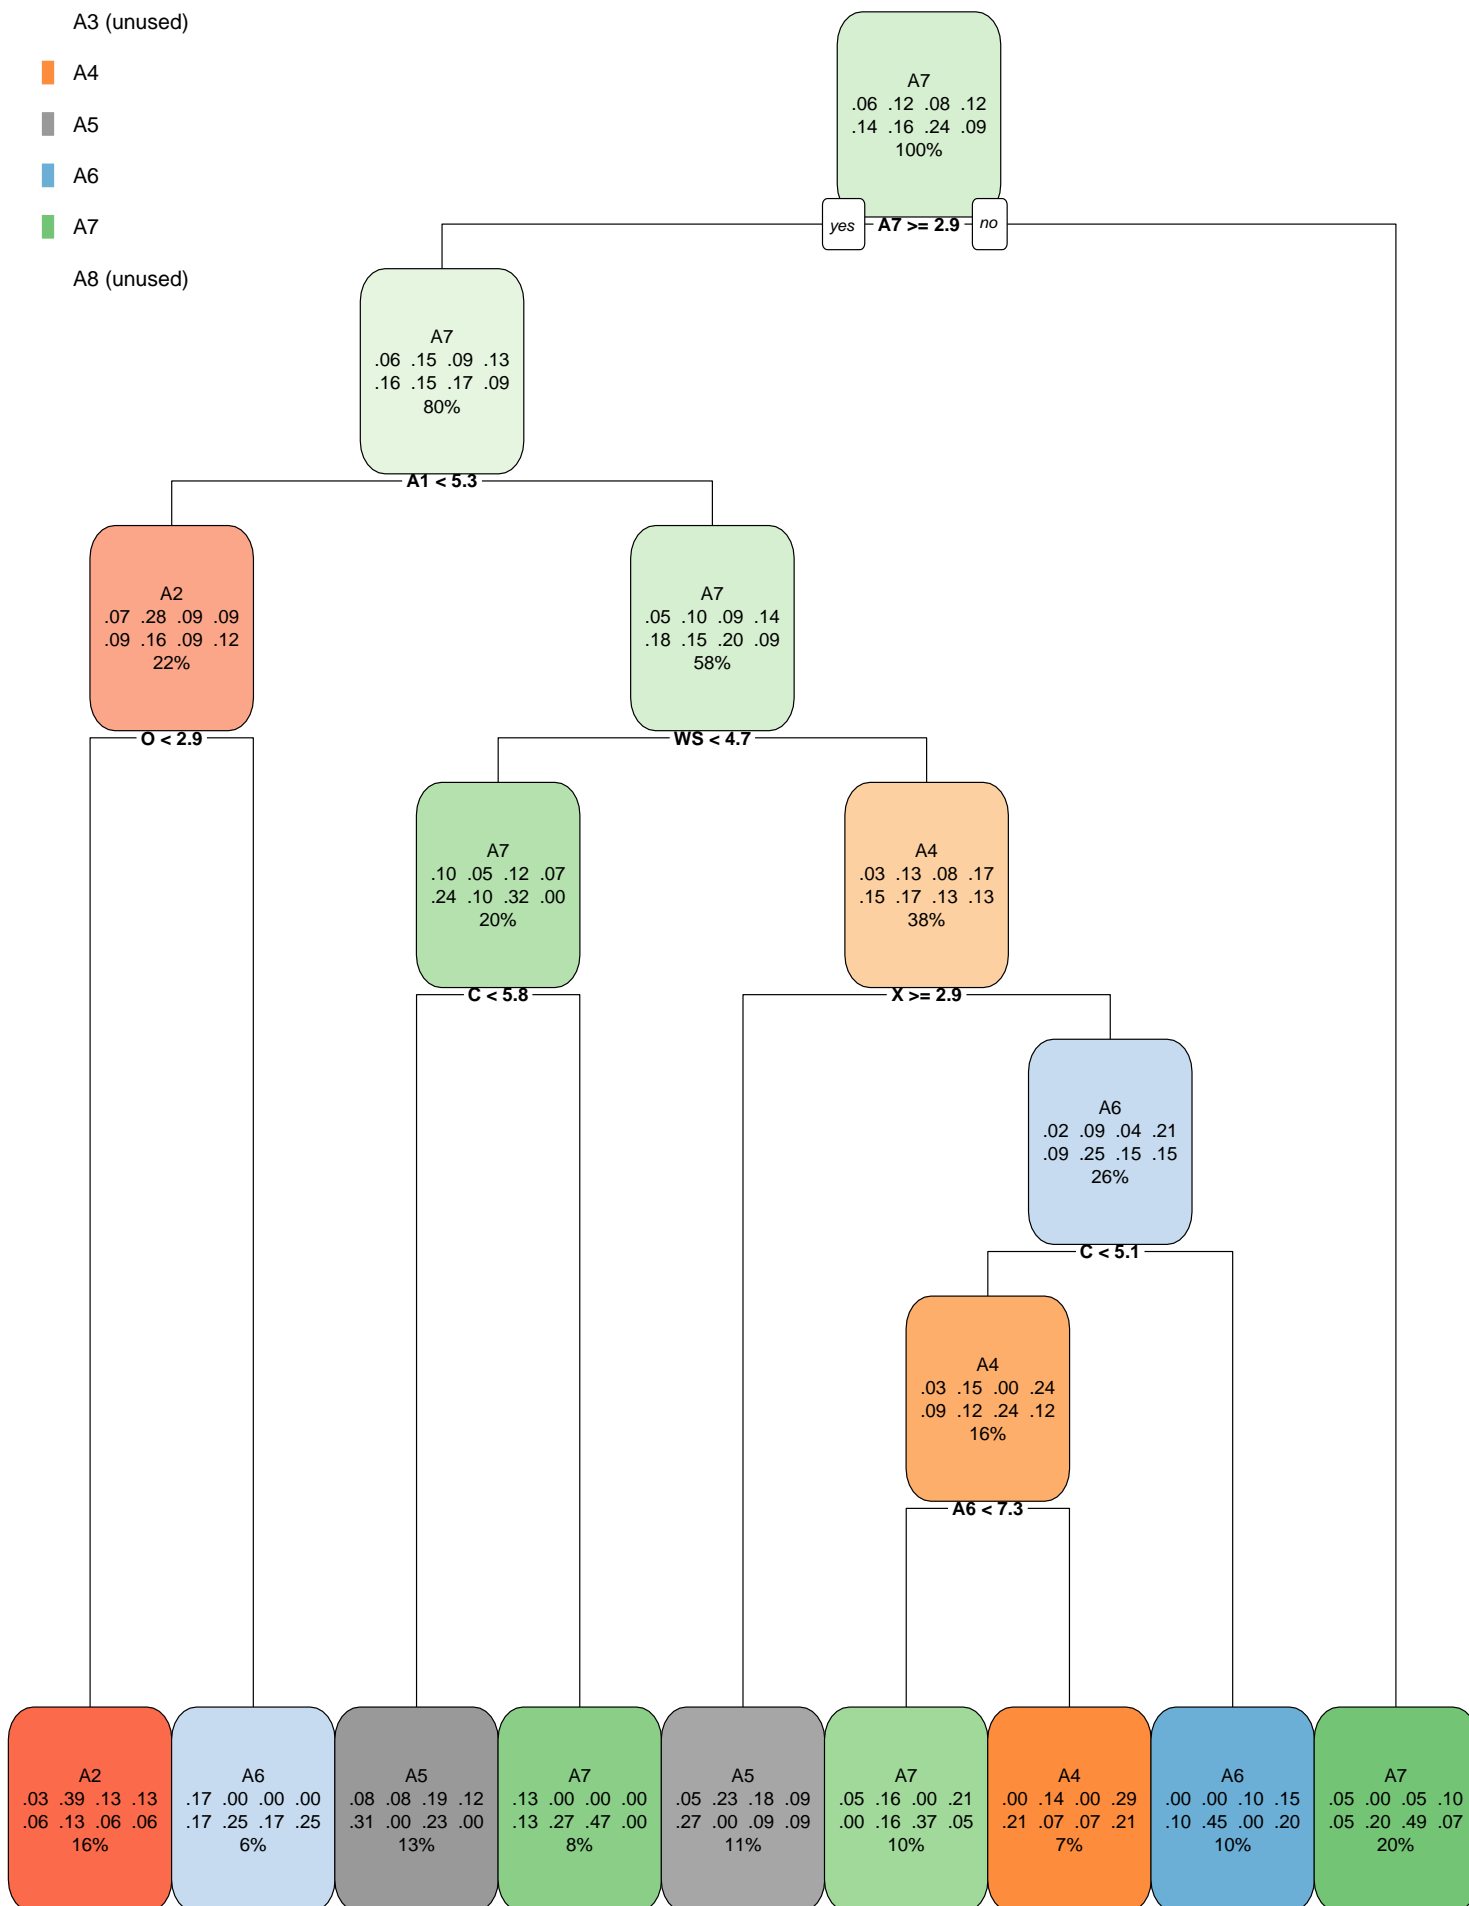 A3 (unused)
A4
A5
A6
A7
A8 (unused)
A7
.06 .12 .08 .12
.14 .16 .24 .09
100%
yes A7 >= 2.9 no
A7
.06 .15 .09 .13
.16 .15 .17 .09
80%
A1 < 5.3
A2
.07 .28 .09 .09
.09 .16 .09 .12
22%
O < 2.9
A7
.05 .10 .09 .14
.18 .15 .20 .09
58%
WS < 4.7
A7
.10 .05 .12 .07
.24 .10 .32 .00
20%
C < 5.8
A4
.03 .13 .08 .17
.15 .17 .13 .13
38%
X >= 2.9
A6
.02 .09 .04 .21
.09 .25 .15 .15
26%
C < 5.1
A4
.03 .15 .00 .24
.09 .12 .24 .12
16%
A6 < 7.3
A2
.03 .39 .13 .13
.06 .13 .06 .06
16%
A6
.17 .00 .00 .00
.17 .25 .17 .25
6%
A5
.08 .08 .19 .12
.31 .00 .23 .00
13%
A7
.13 .00 .00 .00
.13 .27 .47 .00
8%
A5
.05 .23 .18 .09
.27 .00 .09 .09
11%
A7
.05 .16 .00 .21
.00 .16 .37 .05
10%
A4
.00 .14 .00 .29
.21 .07 .07 .21
7%
A6
.00 .00 .10 .15
.10 .45 .00 .20
10%
A7
.05 .00 .05 .10
.05 .20 .49 .07
20%